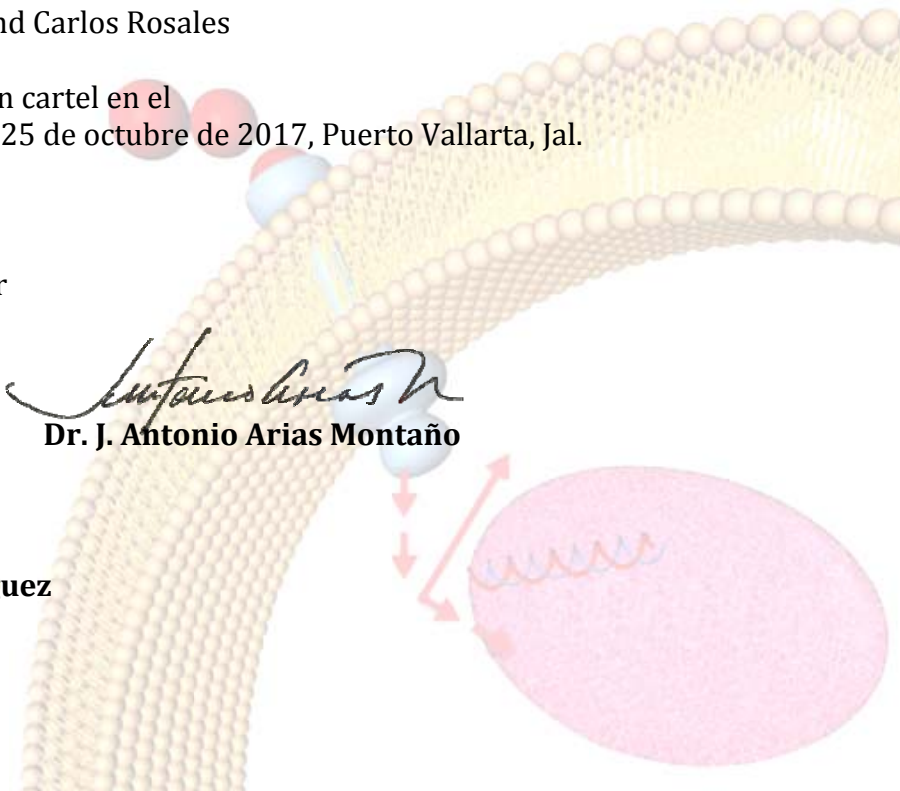 nd Carlos Rosales
n cartel en el
25 de octubre de 2017, Puerto Vallarta, Jal.
r
Dr. J. Antonio Arias Montaño
uez